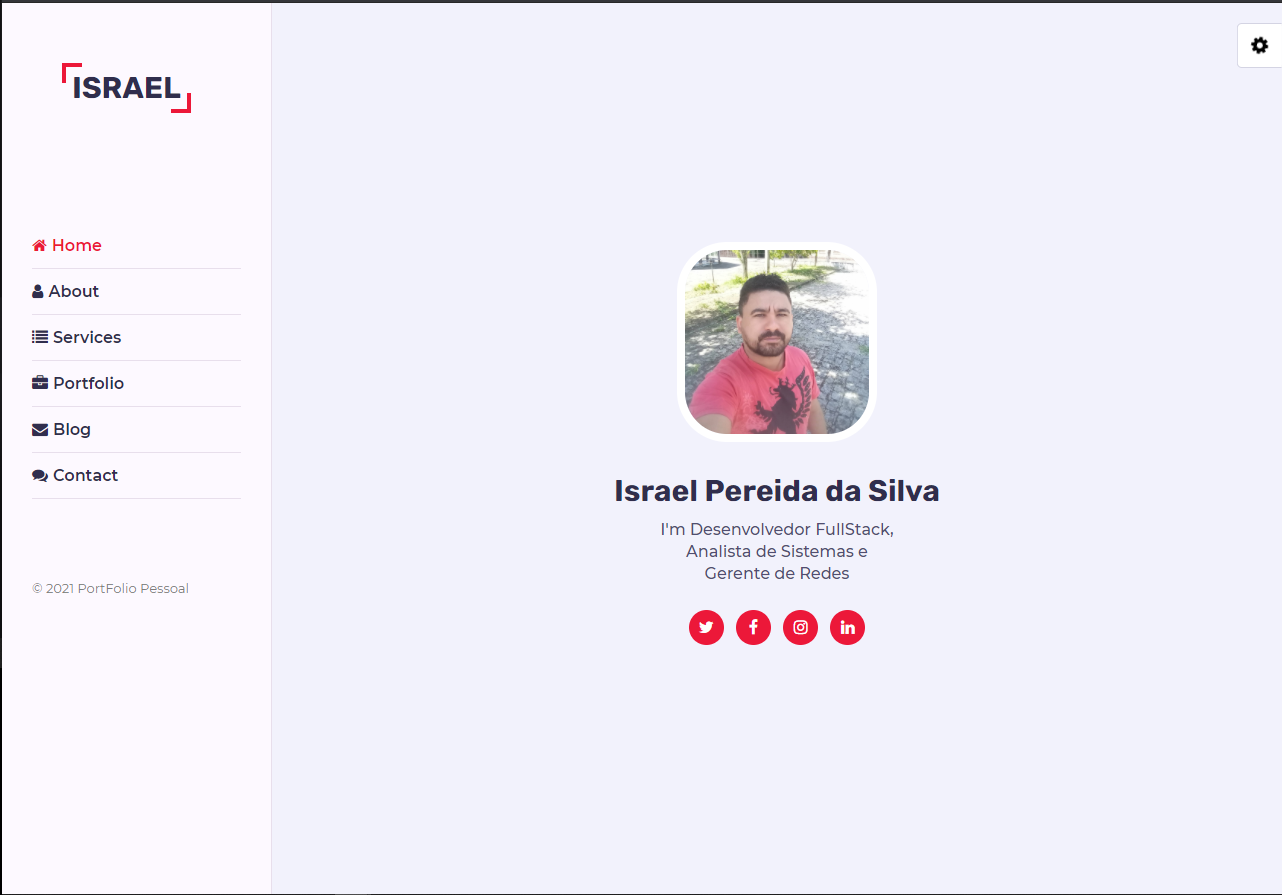 ISRAEL
Home
About
Services
Portfolio
Blog
Contact
© 2021 PortFolio Pessoal
Israel Pereida da Silva
I'm Desenvolvedor FullStack,
Analista de Sistemas e
Gerente de Redes